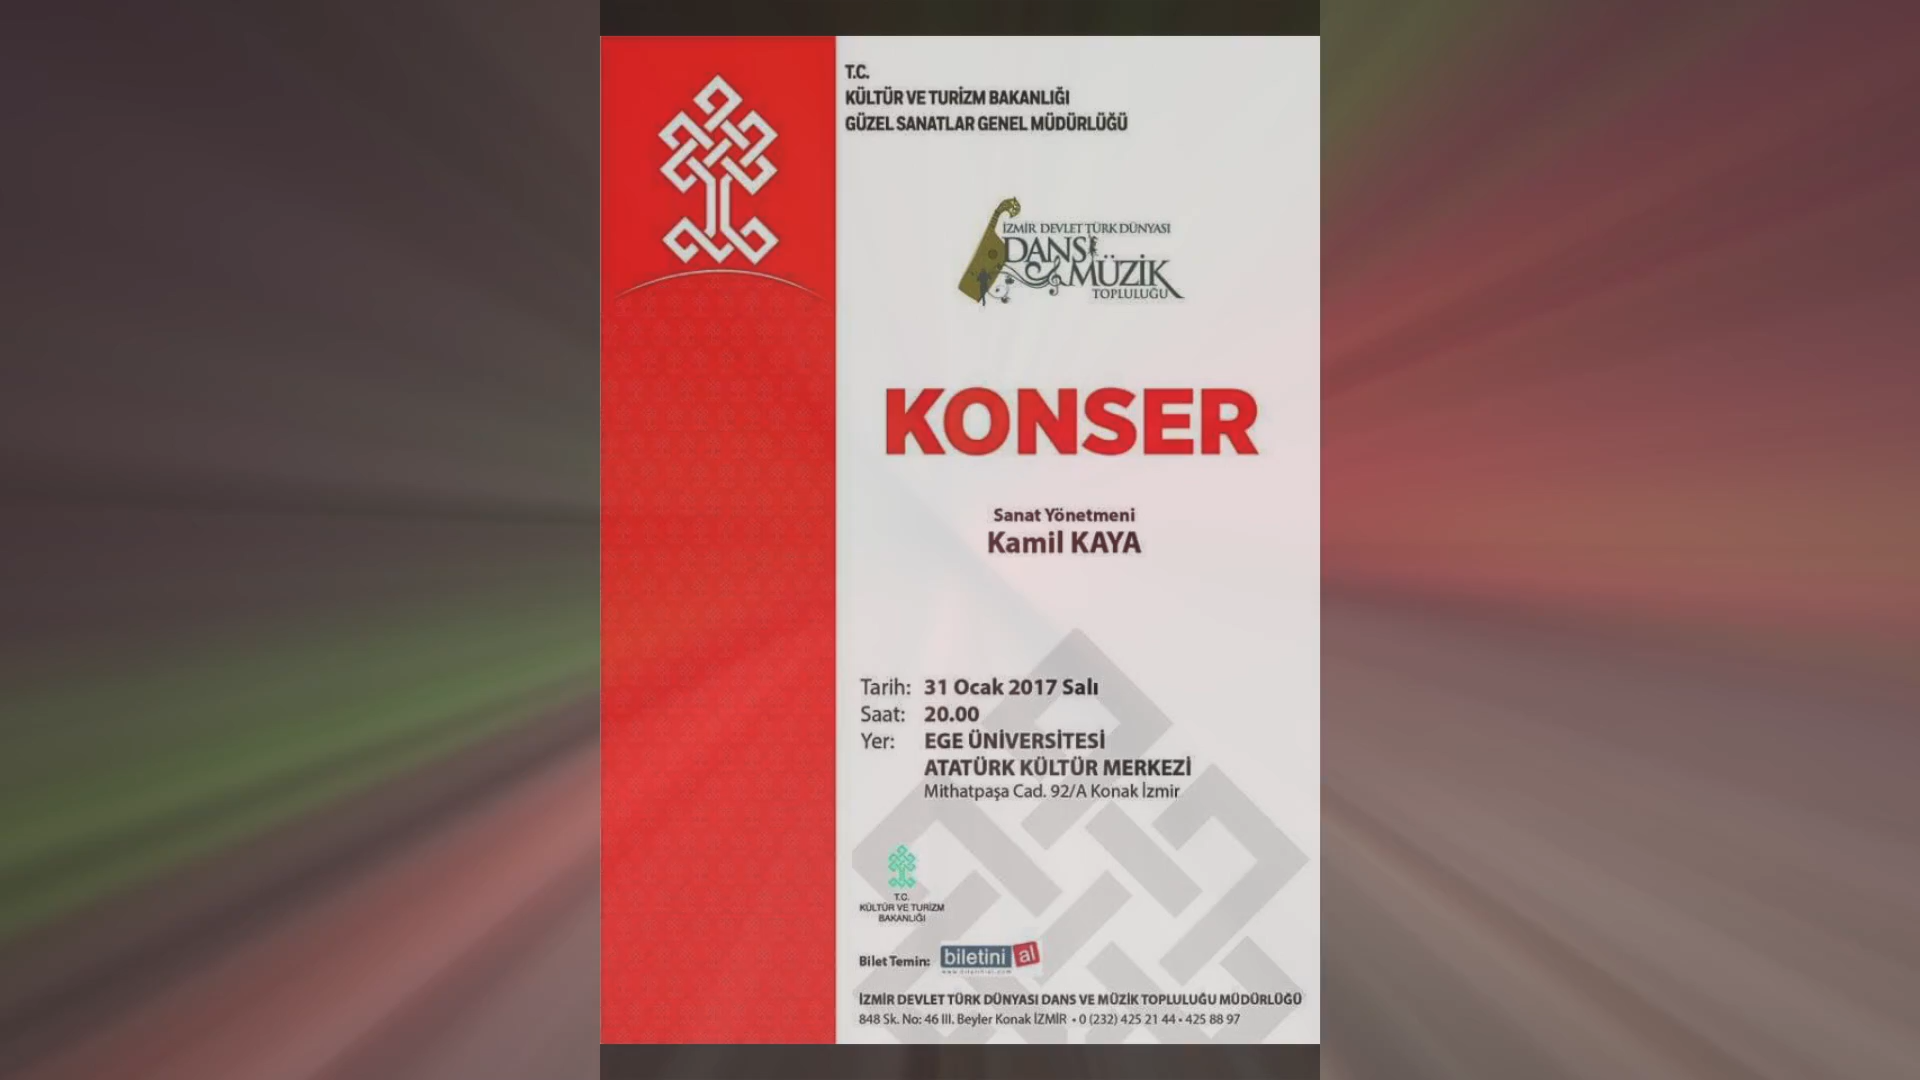 T.C.
KÜLTÜR VE TURİZM BAKANLIĞI
GÜZEL SANATLAR GENEL MÜDÜRLÜĞÜ
İZMİR DEVLET TÜRK DÜNYASI
DANS
MÜZİK
TOPLULUĞU
KONSER
Sanat Yönetmeni
Kamil KAYA
Tarih: 31 Ocak 2017 Salı
Saat: 20.00
Yer: EGE ÜNİVERSİTESİ
ATATÜRK KÜLTÜR MERKEZİ
Mithatpaşa Cad. 92/A Konak İzmir
T.C.
KÜLTÜR VE TURİZM
BAKANLIĞI
Bilet Temin: biletini al
İZMİR DEVLET TÜRK DÜNYASI DANS VE MÜZİK TOPLULUĞU MÜDÜRLÜĞÜ
848 Sk. No: 46 III. Beyler Konak İZMİR • 0 (232) 425 21 44 • 425 88 97